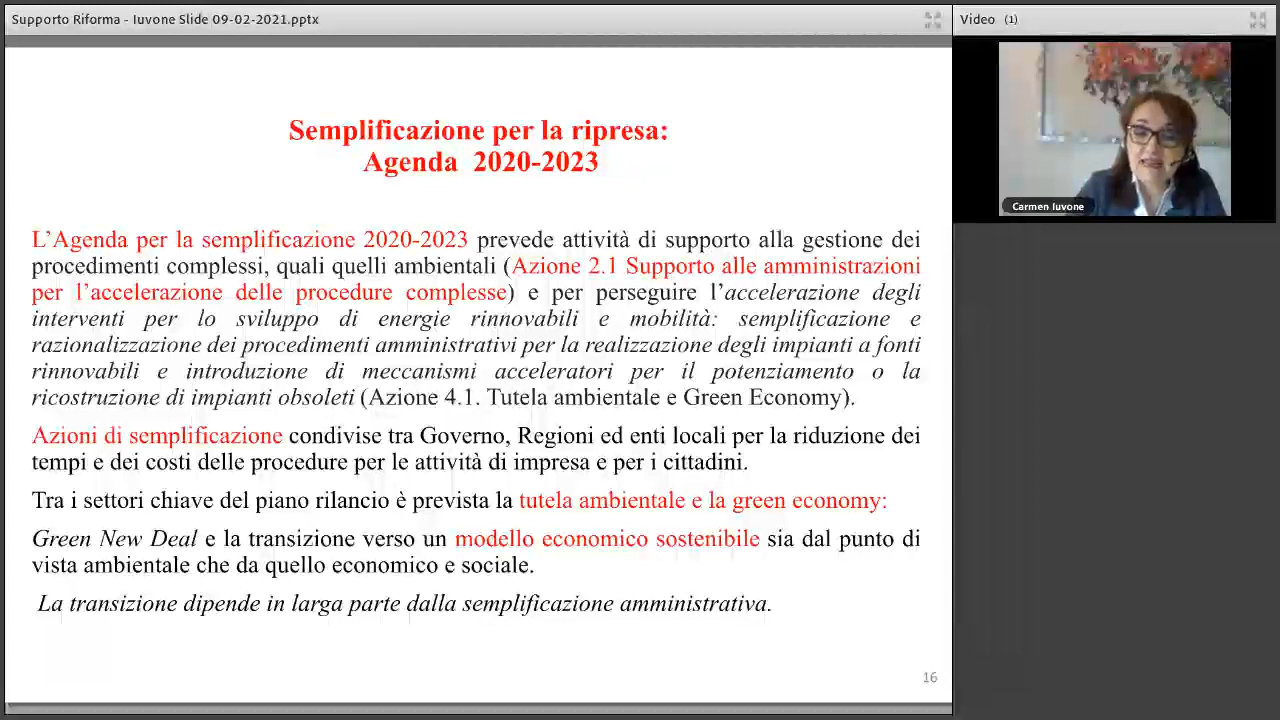 Supporto Riforma - Iuvone Slide 09-02-2021.pptx
Video (1)
Carmen Iuvone
Semplificazione per la ripresa:
Agenda 2020-2023
L’Agenda per la semplificazione 2020-2023 prevede attività di supporto alla gestione dei
procedimenti complessi, quali quelli ambientali (Azione 2.1 Supporto alle amministrazioni
per l’accelerazione delle procedure complesse) e per perseguire l’accelerazione degli
interventi per lo sviluppo di energie rinnovabili e mobilità: semplificazione e
razionalizzazione dei procedimenti amministrativi per la realizzazione degli impianti a fonti
rinnovabili e introduzione di meccanismi acceleratori per il potenziamento o la
ricostruzione di impianti obsoleti (Azione 4.1. Tutela ambientale e Green Economy).
Azioni di semplificazione condivise tra Governo, Regioni ed enti locali per la riduzione dei
tempi e dei costi delle procedure per le attività di impresa e per i cittadini.
Tra i settori chiave del piano rilancio è prevista la tutela ambientale e la green economy:
Green New Deal e la transizione verso un modello economico sostenibile sia dal punto di
vista ambientale che da quello economico e sociale.
La transizione dipende in larga parte dalla semplificazione amministrativa.
16